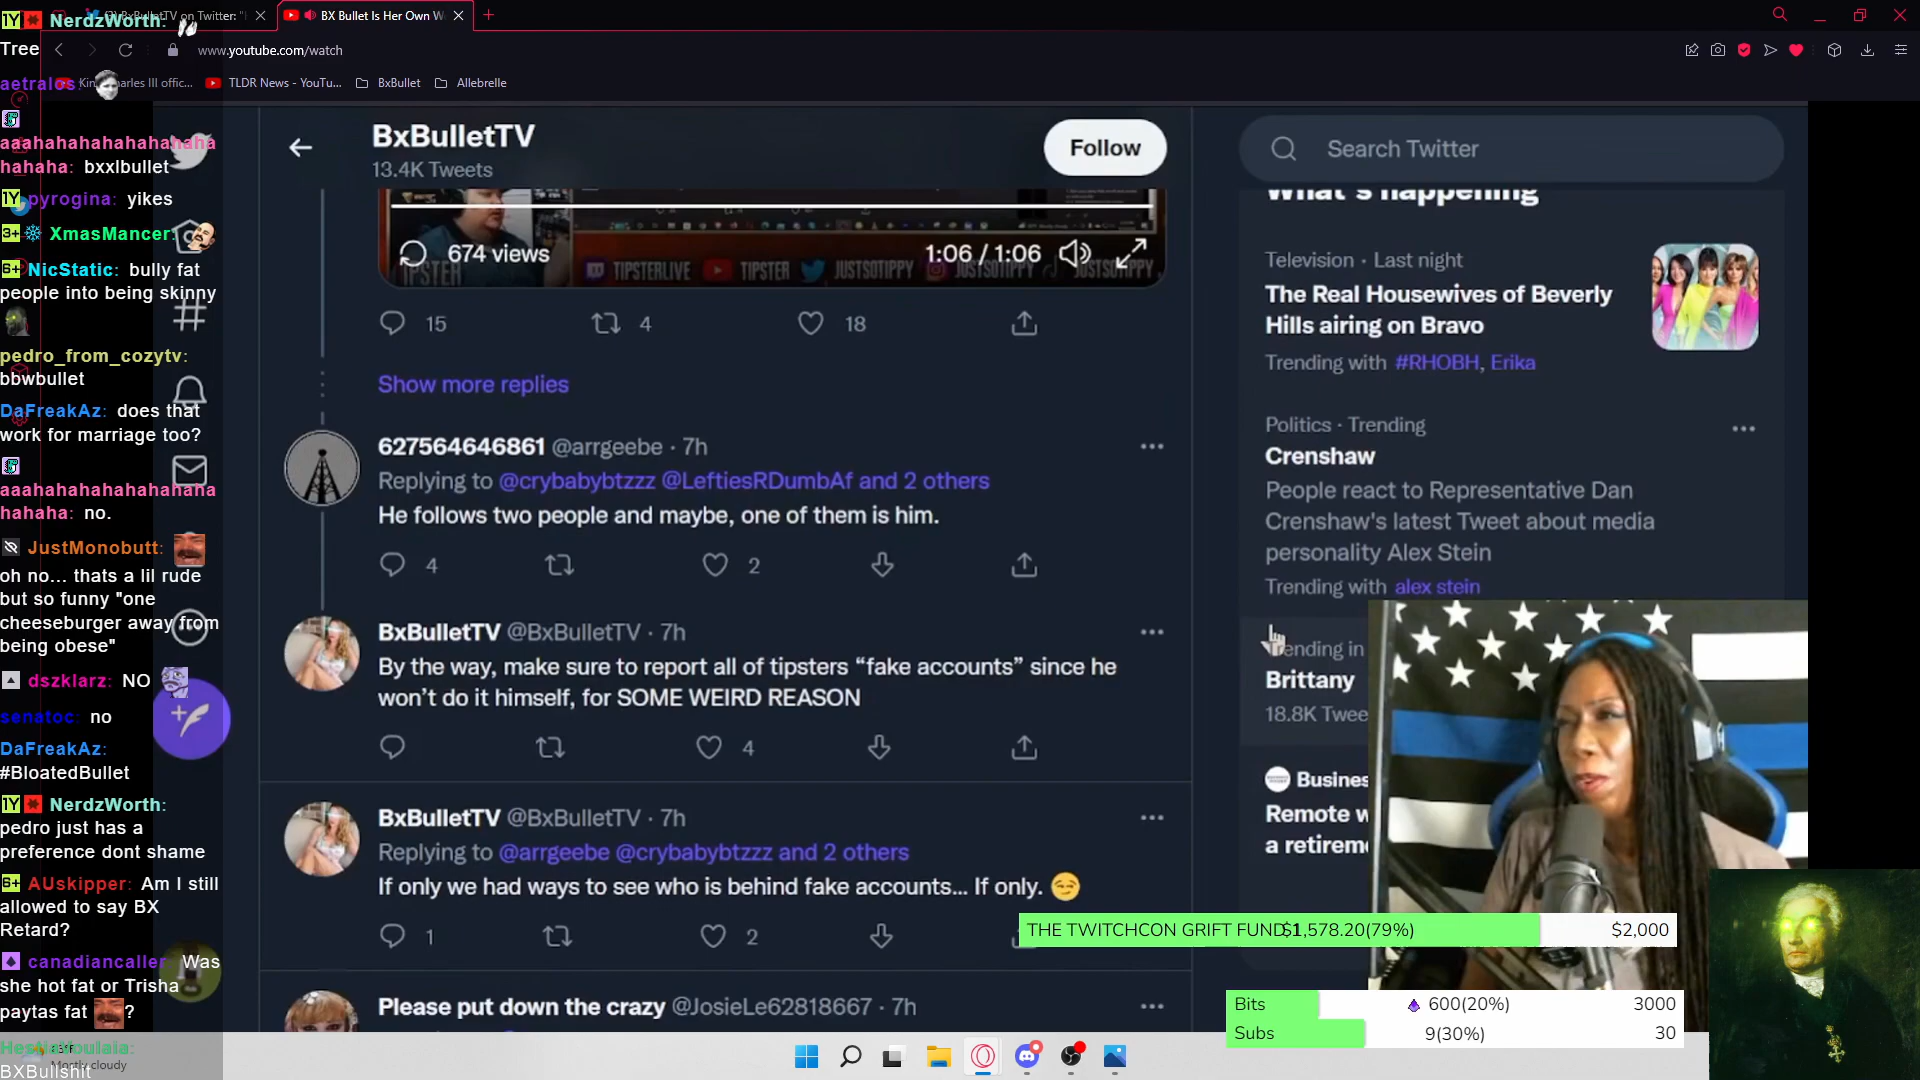 BxBulletTV on Twitter: "
BX Bullet Is Her Own W
www.youtube.com/watch
TLDR News - YouTu...
BxBullet
Allebrelle
NerdzWorth:
Tree
aetralos:
aaahahahahahahahaha
hahaha: bxxlbullet
pyrogina: yikes
XmasMancer:
NicStatic: bully fat
people into being skinny
pedro_from_cozytv:
bbwbullet
DaFreakAz: does that
work for marriage too?
aaahahahahahahahaha
hahaha: no.
JustMonobutt:
oh no... thats a lil rude
but so funny "one
cheeseburger away from
being obese"
dszklarz: NO
senatoc: no
DaFreakAz:
#BloatedBullet
NerdzWorth:
pedro just has a
preference dont shame
AUskipper: Am I still
allowed to say BX
Retard?
canadiancaller: Was
she hot fat or Trisha
paytas fat ?
HestiaVoulaia:
BXBullshit
Mostly cloudy
BxBulletTV
13.4K Tweets
Follow
Search Twitter
674 views
1:06 / 1:06
TIPSTER
TIPSTERLIVE TIPSTER JUSTSOTIPPY JUSTSOTIPPY
15 4 18
Show more replies
627564646861 @arrgeebe · 7h
Replying to @crybabybtzzz @LeftiesRDumbAf and 2 others
He follows two people and maybe, one of them is him.
4 2
BxBulletTV @BxBulletTV · 7h
By the way, make sure to report all of tipsters “fake accounts” since he
won’t do it himself, for SOME WEIRD REASON
4
BxBulletTV @BxBulletTV · 7h
Replying to @arrgeebe @crybabybtzzz and 2 others
If only we had ways to see who is behind fake accounts... If only. 😏
1 2
Please put down the crazy @JosieLe62818667 · 7h
What's happening
Television · Last night
The Real Housewives of Beverly
Hills airing on Bravo
Trending with #RHOBH, Erika
Politics · Trending
Crenshaw
People react to Representative Dan
Crenshaw's latest Tweet about media
personality Alex Stein
Trending with alex stein
ending in
Brittany
18.8K Twee
Busines
Remote w
a retirem
THE TWITCHCON GRIFT FUND $1,578.20(79%) $2,000
Bits 600(20%) 3000
Subs 9(30%) 30